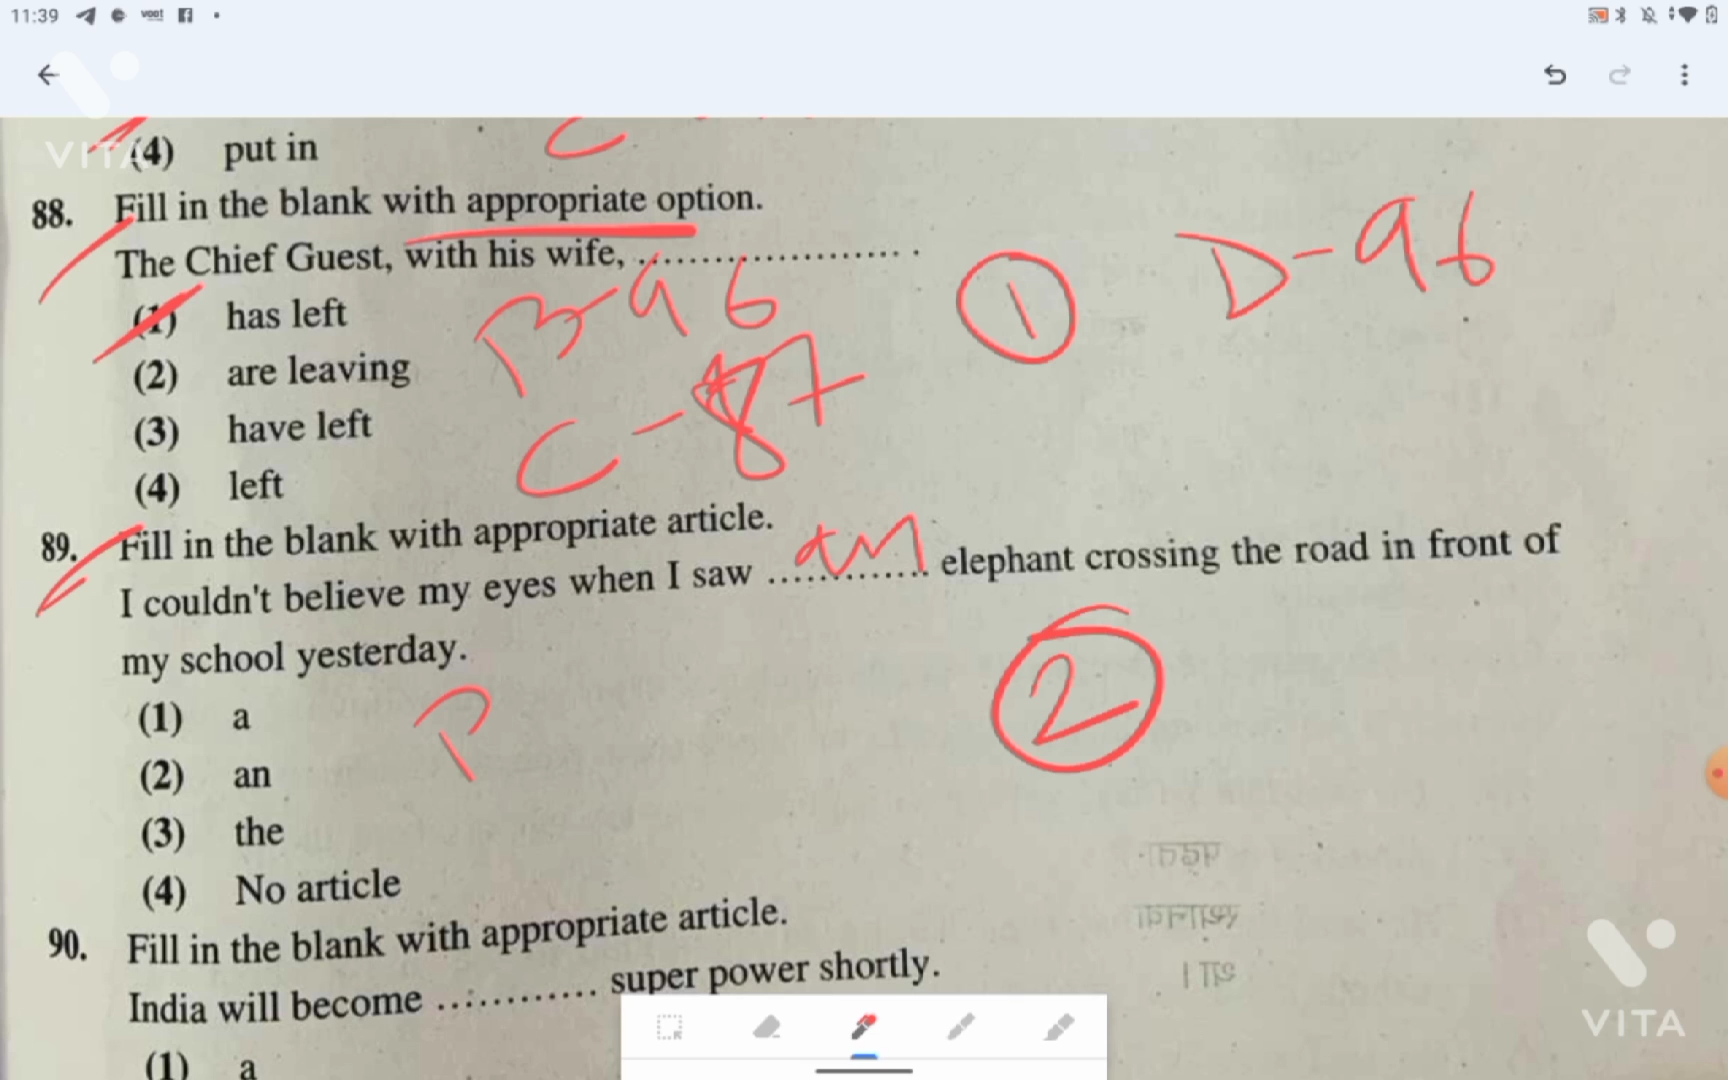 11:39
VITA
(4) put in
C
88. Fill in the blank with appropriate option.
The Chief Guest, with his wife, ....................
(1) has left
(2) are leaving
(3) have left
(4) left
B-96
C-87
1
D-96
89. Fill in the blank with appropriate article.
I couldn't believe my eyes when I saw ............. elephant crossing the road in front of
an
my school yesterday.
(1) a
(2) an
(3) the
(4) No article
2
90. Fill in the blank with appropriate article.
India will become ............ super power shortly.
(1) a
VITA